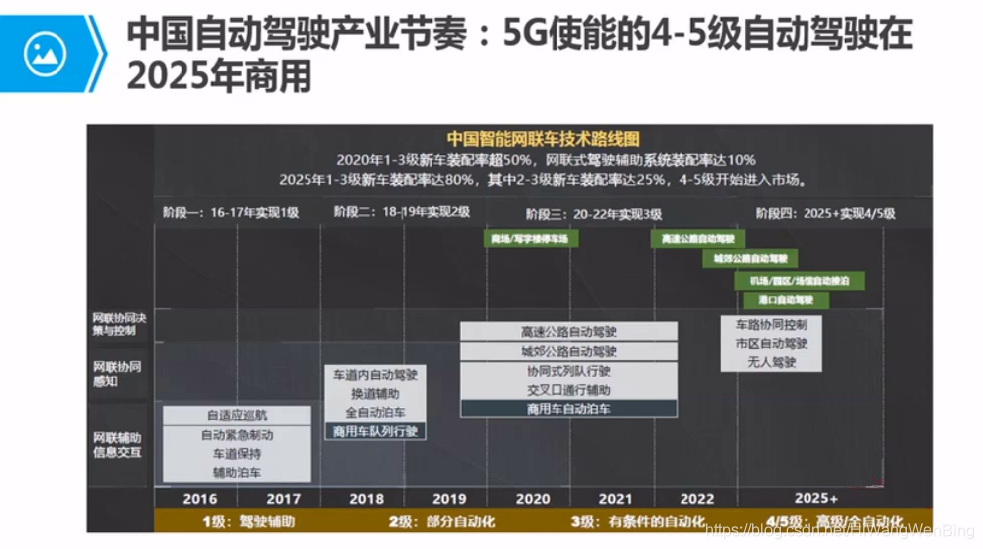 中国自动驾驶产业节奏：5G使能的4-5级自动驾驶在
2025年商用
中国智能网联车技术路线图
2020年1-3级新车装配率超50%，网联式驾驶辅助系统装配率达10%
2025年1-3级新车装配率达80%，其中2-3级新车装配率达25%，4-5级开始进入市场。
阶段一：16-17年实现1级
阶段二：18-19年实现2级
阶段三：20-22年实现3级
阶段四：2025+实现4/5级
商场/写字楼停车场
高速公路自动驾驶
城郊公路自动驾驶
机场/园区/场馆自动接泊
港口自动驾驶
网联协同决
策与控制
网联协同
感知
网联辅助
信息交互
自适应巡航
自动紧急制动
车道保持
辅助泊车
车道内自动驾驶
换道辅助
全自动泊车
商用车队列行驶
高速公路自动驾驶
城郊公路自动驾驶
协同式列队行驶
交叉口通行辅助
商用车自动泊车
车路协同控制
市区自动驾驶
无人驾驶
2016
2017
2018
2019
2020
2021
2022
2025+
1级：驾驶辅助
2级：部分自动化
3级：有条件的自动化
4/5级：高级/全自动化
https://blog.csdn.net/HiWangWenBing